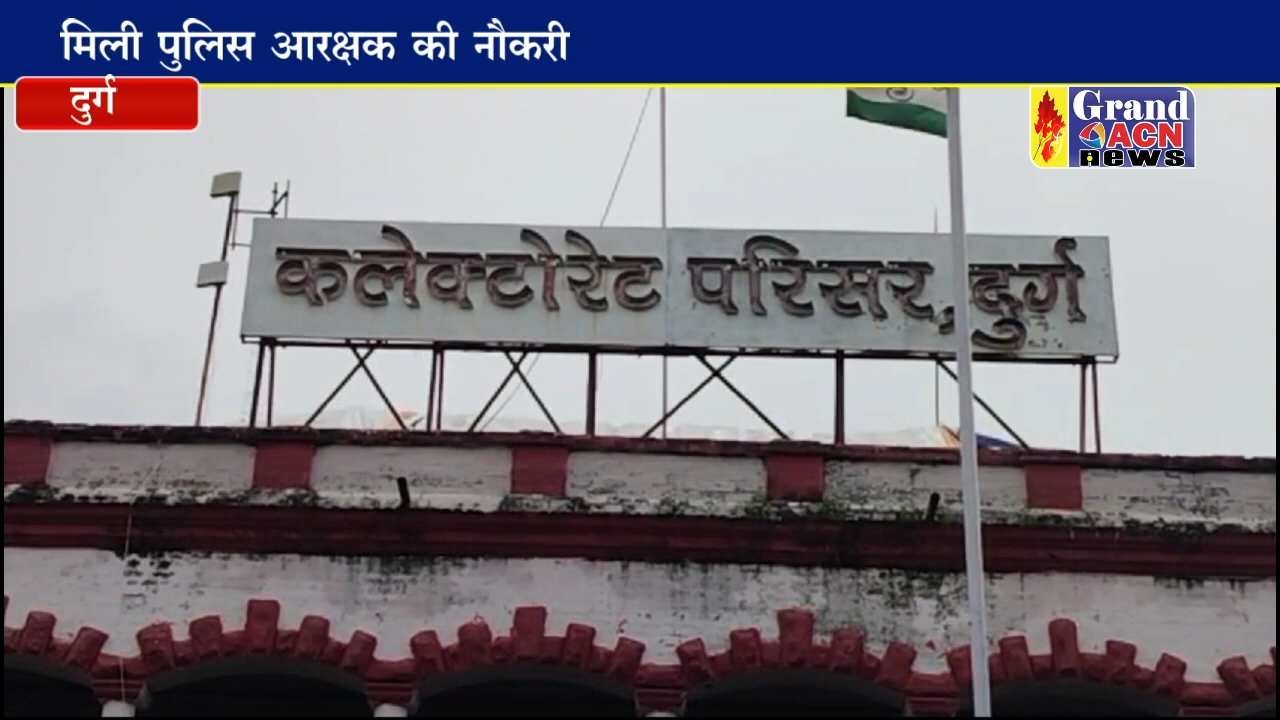 मिली पुलिस आरक्षक की नौकरी
दुर्ग
Grand
ACN
news
कलेक्टोरेट परिसर, दुर्ग